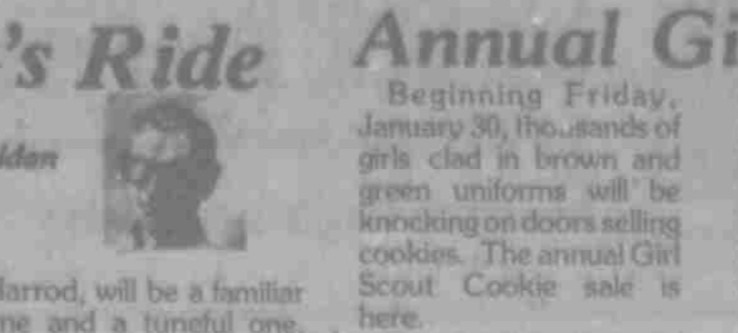 's Ride
idan
Harrod, will be a familiar
ne and a tuneful one.
Annual Gi
Beginning Friday,
January 30, thousands of
girls clad in brown and
green uniforms will be
knocking on doors selling
cookies. The annual Girl
Scout Cookie sale is
here.